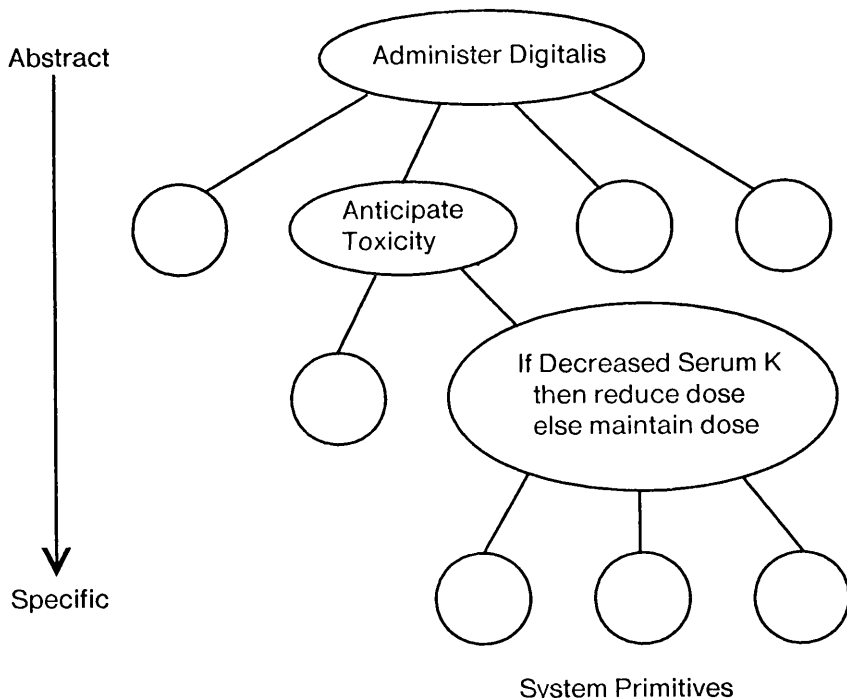 Abstract
Administer Digitalis
Anticipate
Toxicity
If Decreased Serum K
then reduce dose
else maintain dose
Specific
System Primitives